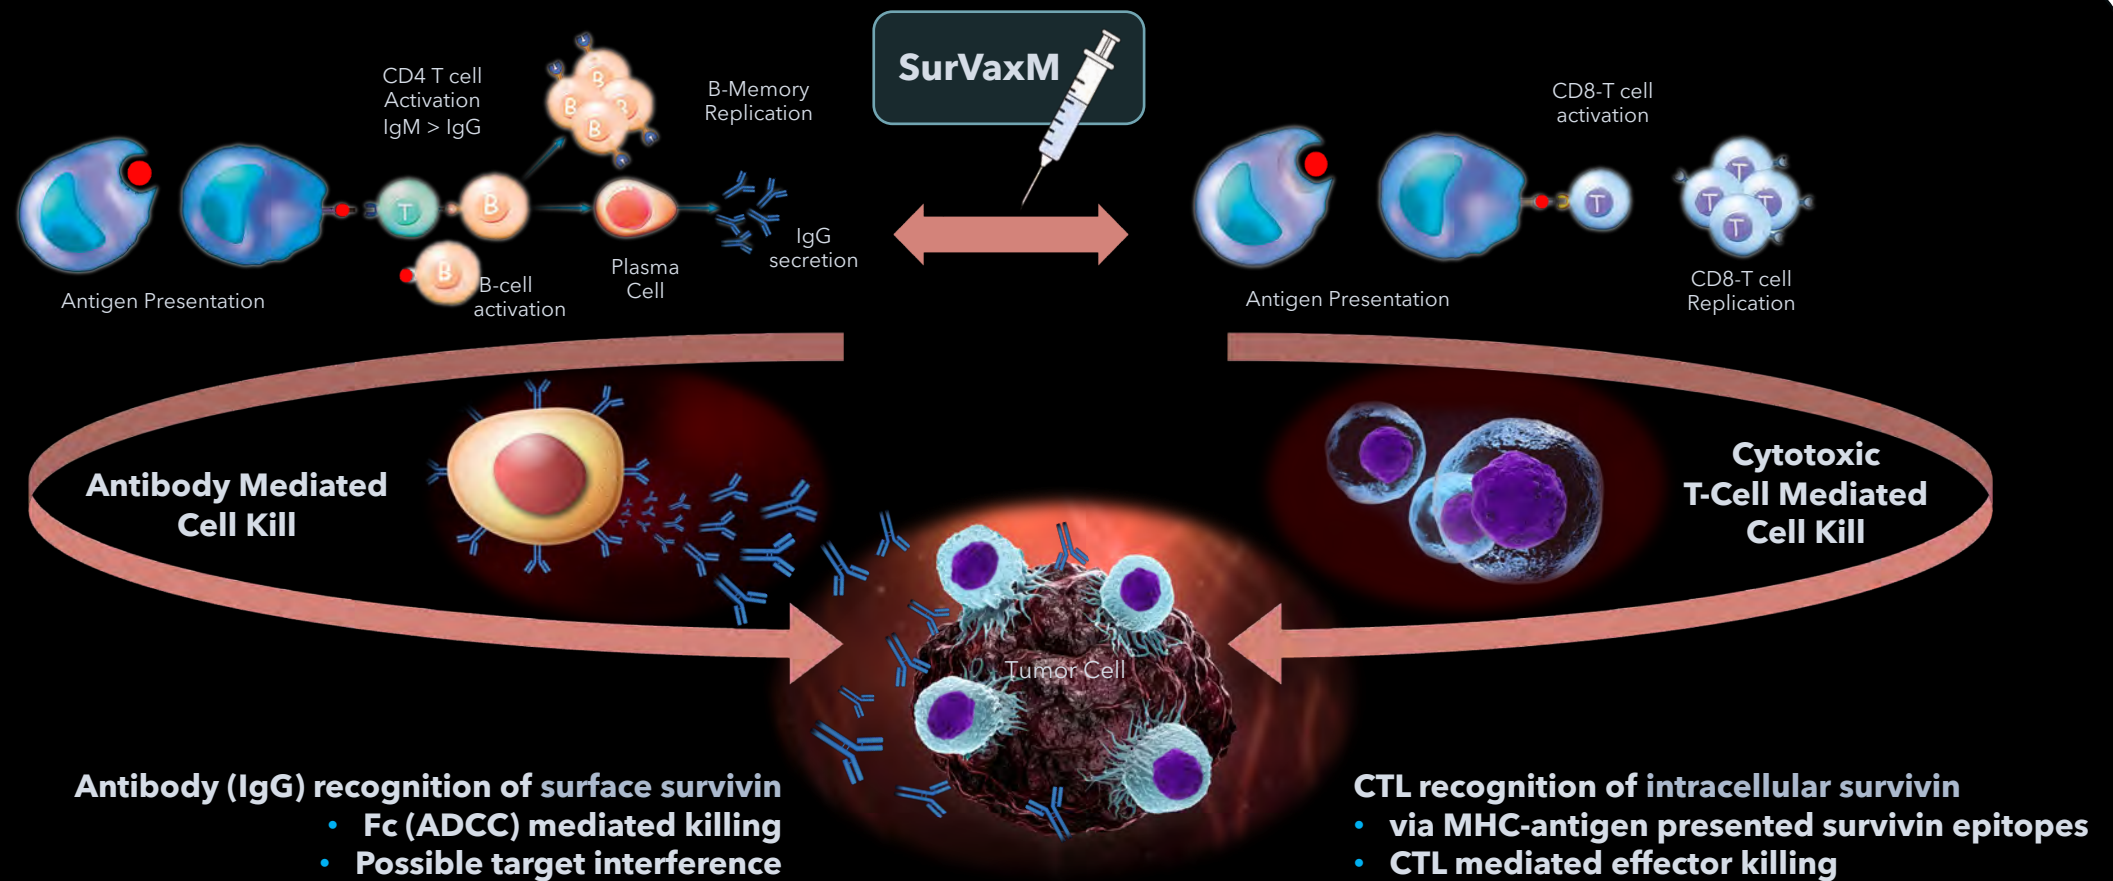 SurVaxM
CD4 T cell
Activation
IgM > IgG
B
B
B
B
B-Memory
Replication
T
B
B
B-cell
activation
Plasma
Cell
IgG
secretion
Antigen Presentation
CD8-T cell
activation
T
T
T
T
T
CD8-T cell
Replication
Antigen Presentation
Antibody Mediated
Cell Kill
Cytotoxic
T-Cell Mediated
Cell Kill
Tumor Cell
Antibody (IgG) recognition of surface survivin
• Fc (ADCC) mediated killing
• Possible target interference
CTL recognition of intracellular survivin
• via MHC-antigen presented survivin epitopes
• CTL mediated effector killing